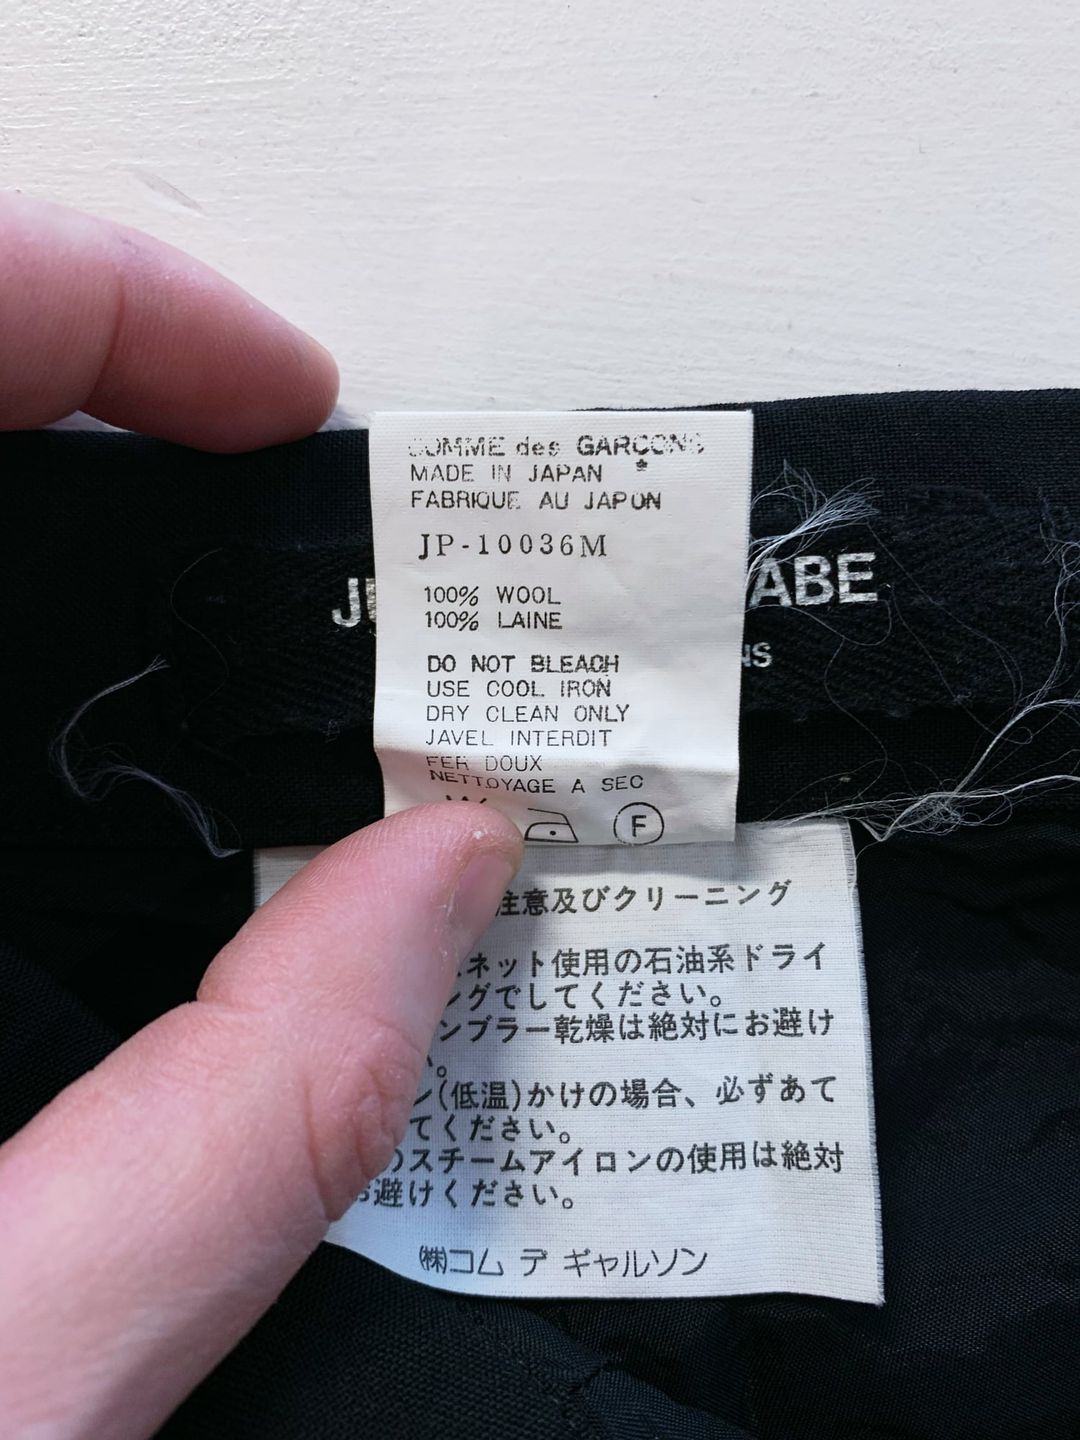 COMME des GARCONS
MADE IN JAPAN
FABRIQUE AU JAPON
JP-10036M
ABE
100% WOOL
100% LAINE
NS
DO NOT BLEACH
USE COOL IRON
DRY CLEAN ONLY
JAVEL INTERDIT
FER DOUX
NETTOYAGE A SEC
F
注意及びクリーニング
ネット使用の石油系ドライ
ングでしてください。
ンブラー乾燥は絶対にお避け
い。
ン(低温)かけの場合、必ずあて
てください。
のスチームアイロンの使用は絶対
お避けください。
㈱コム デ ギャルソン